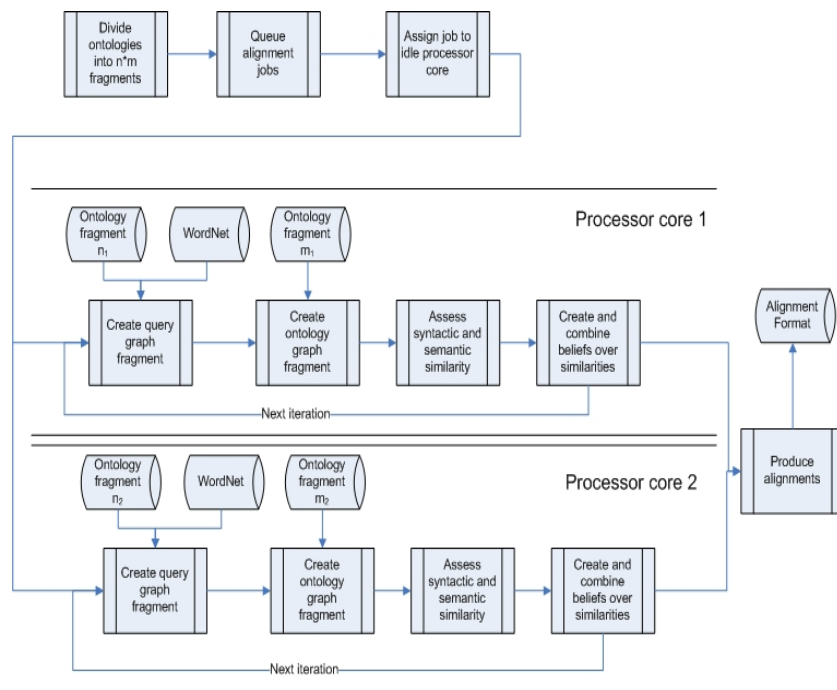 Divide
ontologies
into n*m
fragments
Queue
alignment
jobs
Assign job to
idle processor
core
Processor core 1
Ontology
fragment
n1
WordNet
Ontology
fragment
m1
Create query
graph
fragment
Create
ontology
graph
fragment
Assess
syntactic and
semantic
similarity
Create and
combine
beliefs over
similarities
Next iteration
Alignment
Format
Produce
alignments
Processor core 2
Ontology
fragment
n2
WordNet
Ontology
fragment
m2
Create query
graph
fragment
Create
ontology
graph
fragment
Assess
syntactic and
semantic
similarity
Create and
combine
beliefs over
similarities
Next iteration